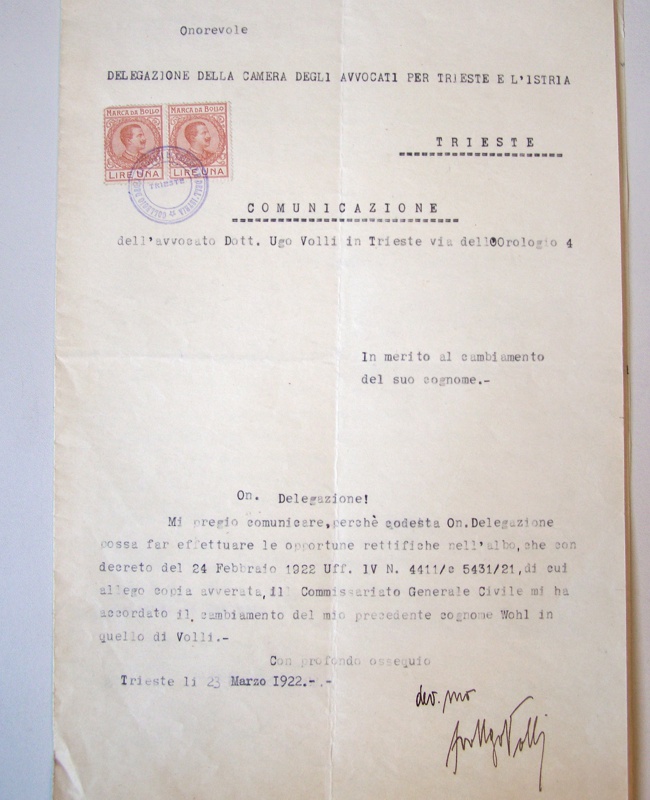 Onorevole
DELEGAZIONE DELLA CAMERA DEGLI AVVOCATI PER TRIESTE E L'ISTRIA
MARCA DA BOLLO MARCA DA BOLLO
LIRE UNA LIRE UNA
TRIESTE
TRIESTE
COMUNICAZIONE
dell'avvocato Dott. Ugo Volli in Trieste via dell'Orologio 4
In merito al cambiamento
del suo cognome.-
On. Delegazione!
Mi pregio comunicare, perchè codesta On.Delegazione
possa far effettuare le opportune rettifiche nell'albo, che con
decreto del 24 Febbraio 1922 Uff. IV N. 4411/c 5431/21, di cui
allego copia avverata, il Commissariato Generale Civile mi ha
accordato il cambiamento del mio precedente cognome Wohl in
quello di Volli.-
Con profondo ossequio
Trieste li 23 Marzo 1922.-.-
dev.mo
Ugo Volli